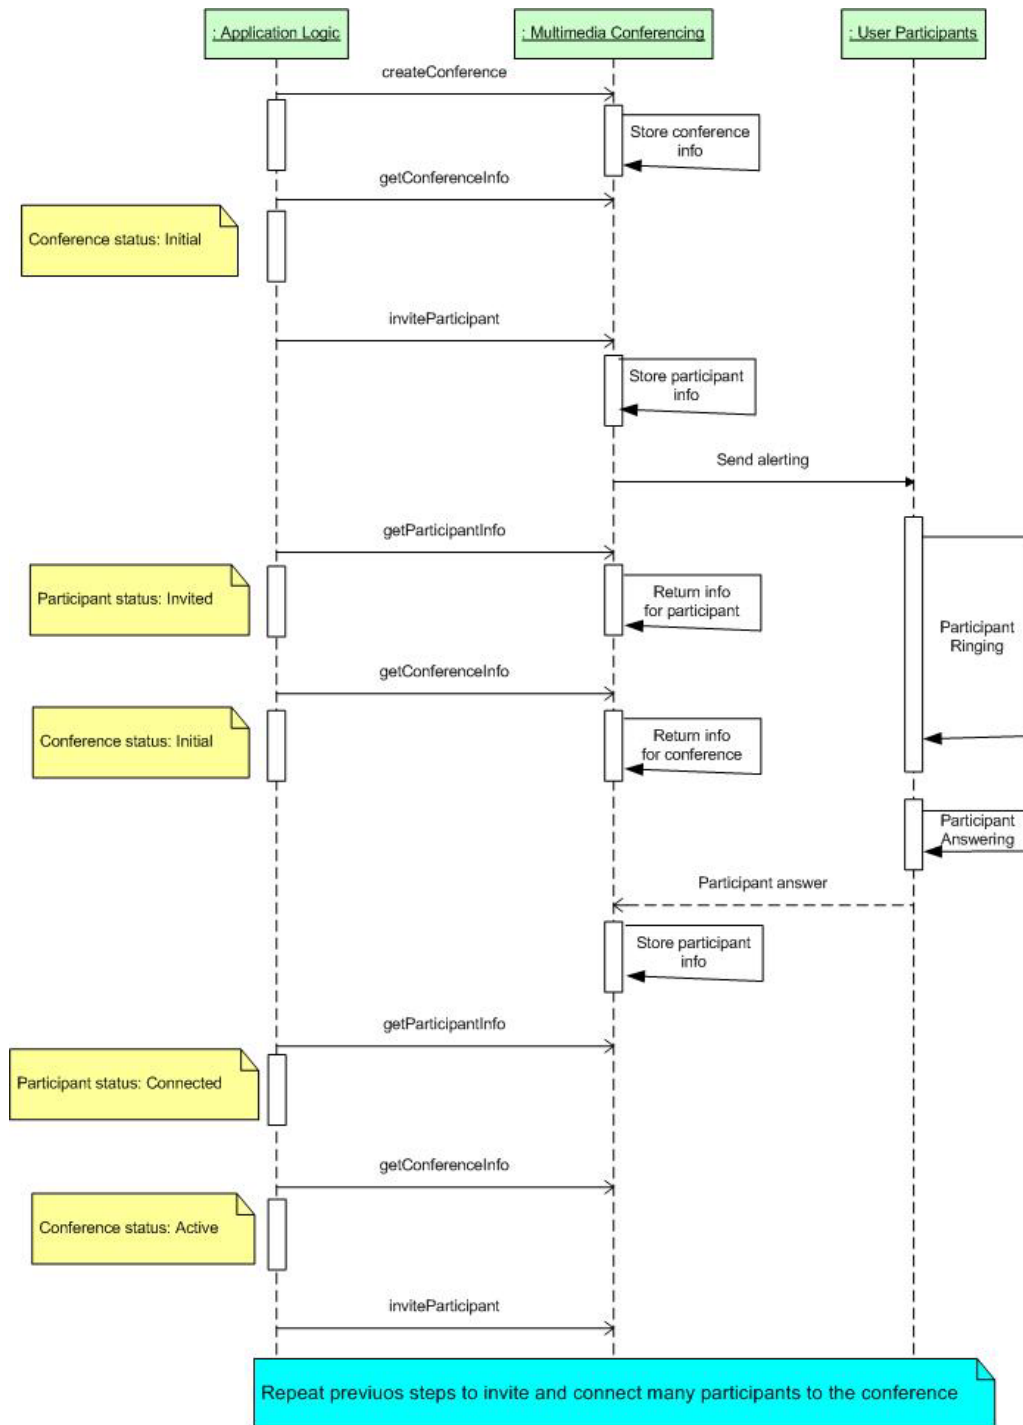 : Application Logic
: Multimedia Conferencing
: User Participants
createConference
Store conference
info
getConferenceInfo
Conference status: Initial
inviteParticipant
Store participant
info
Send alerting
getParticipantInfo
Participant status: Invited
Return info
for participant
Participant
Ringing
getConferenceInfo
Conference status: Initial
Return info
for conference
Participant
Answering
Participant answer
Store participant
info
getParticipantInfo
Participant status: Connected
getConferenceInfo
Conference status: Active
inviteParticipant
Repeat previuos steps to invite and connect many participants to the conference